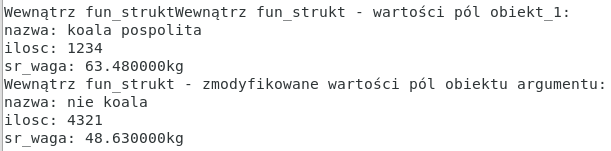 Wewnątrz fun_struktWewnątrz fun_strukt - wartości pól obiekt_1:
nazwa: koala pospolita
ilosc: 1234
sr_waga: 63.480000kg
Wewnątrz fun_strukt - zmodyfikowane wartości pól obiektu argumentu:
nazwa: nie koala
ilosc: 4321
sr_waga: 48.630000kg